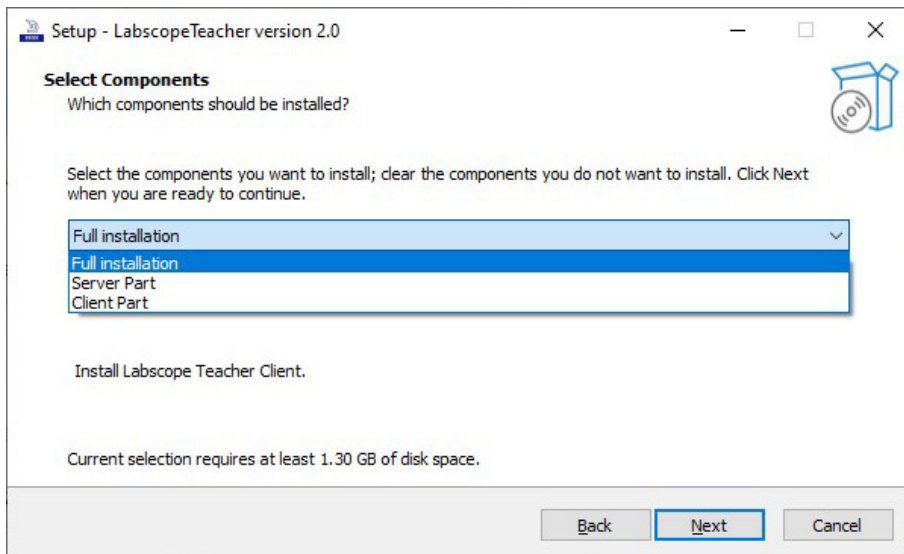 Setup - LabscopeTeacher version 2.0
Select Components
Which components should be installed?
Select the components you want to install; clear the components you do not want to install. Click Next
when you are ready to continue.
Full installation
Full installation
Server Part
Client Part
Install Labscope Teacher Client.
Current selection requires at least 1.30 GB of disk space.
Back
Next
Cancel